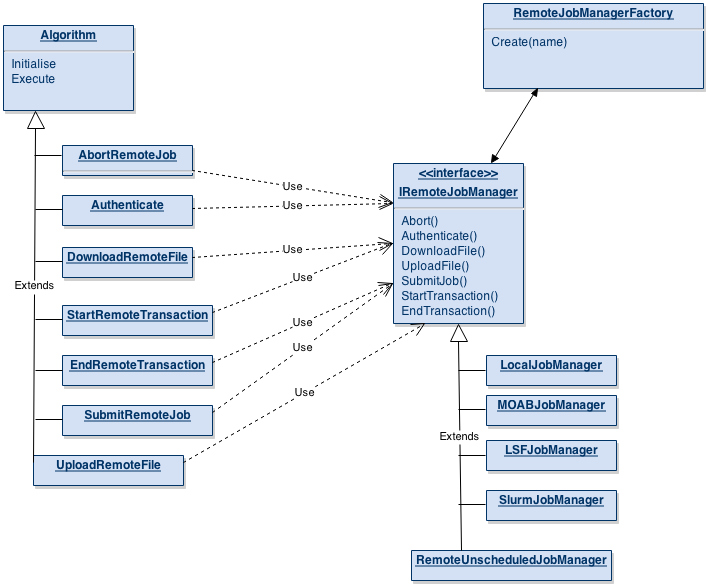 Algorithm
Initialise
Execute
RemoteJobManagerFactory
Create(name)
AbortRemoteJob
Authenticate
DownloadRemoteFile
Extends
StartRemoteTransaction
EndRemoteTransaction
SubmitRemoteJob
UploadRemoteFile
Use
Use
Use
Use
Use
Use
Use
<<interface>>
IRemoteJobManager
Abort()
Authenticate()
DownloadFile()
UploadFile()
SubmitJob()
StartTransaction()
EndTransaction()
LocalJobManager
MOABJobManager
Extends
LSFJobManager
SlurmJobManager
RemoteUnscheduledJobManager